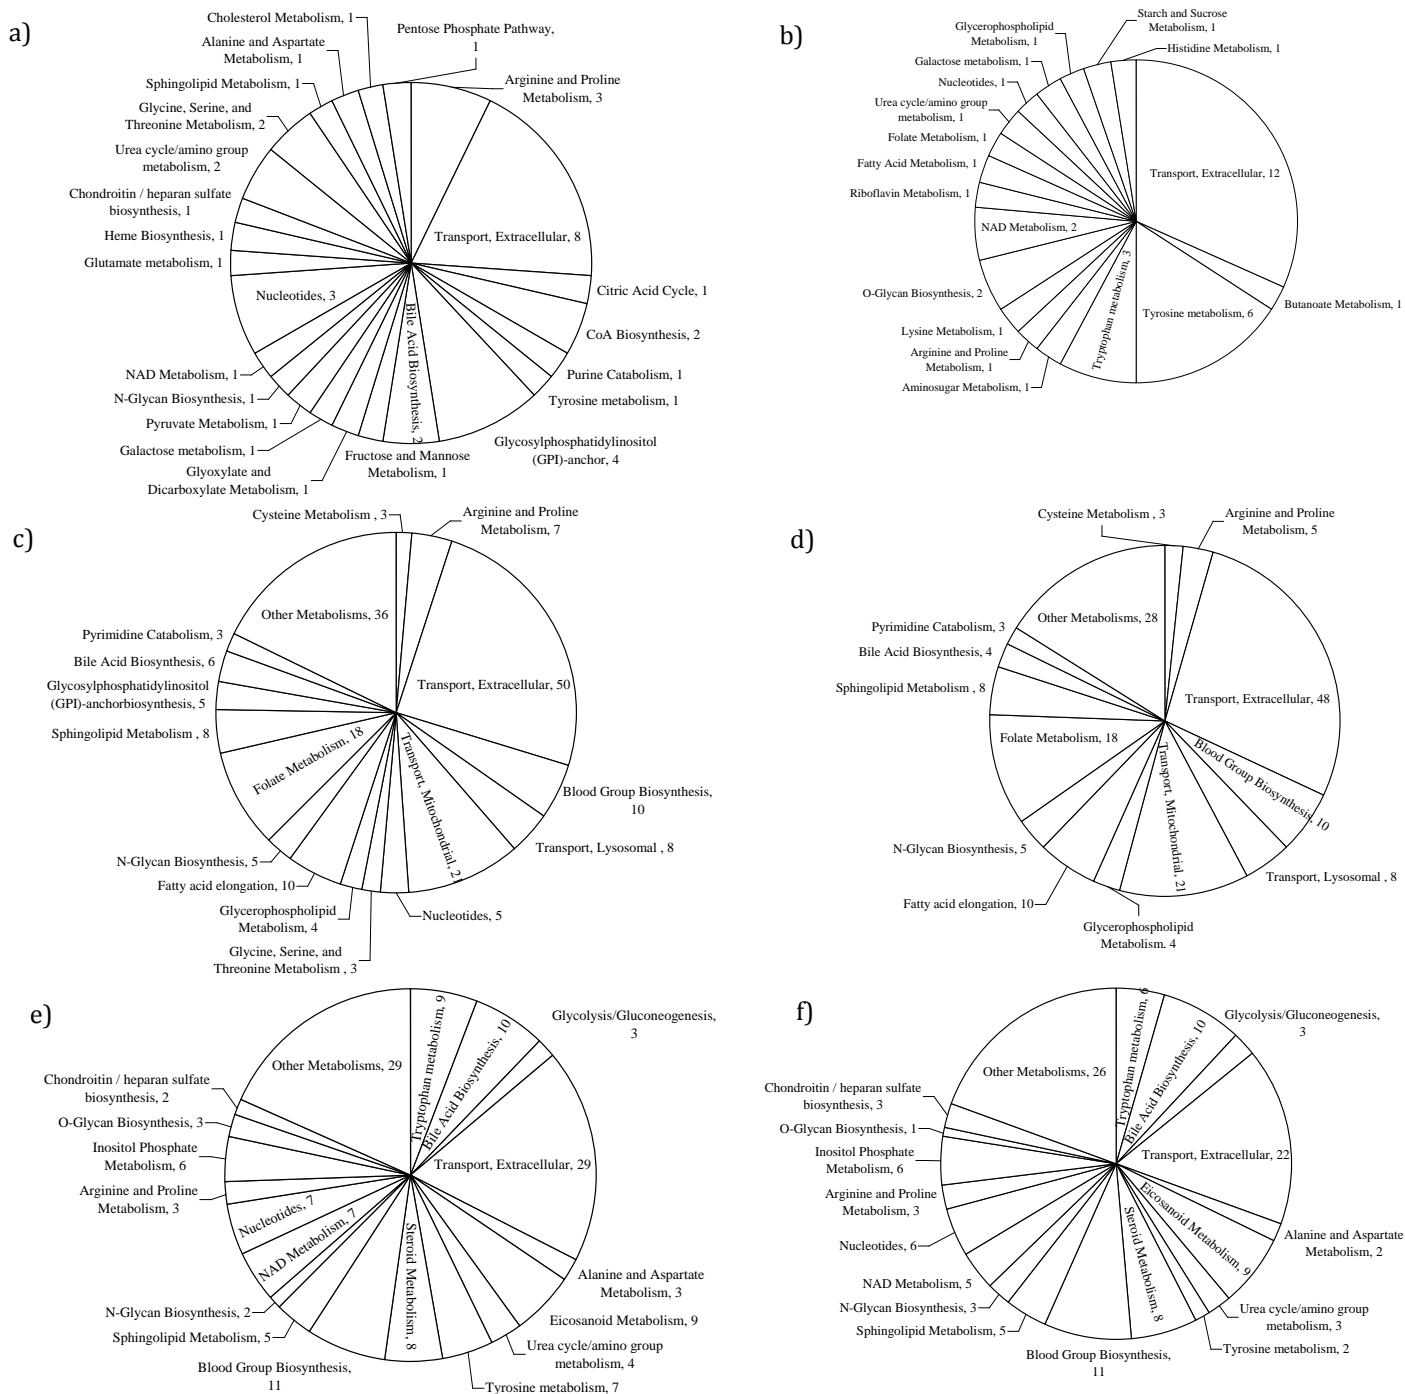 a)
Cholesterol Metabolism, 1
Pentose Phosphate Pathway,
1
Alanine and Aspartate
Metabolism, 1
Arginine and Proline
Metabolism, 3
Sphingolipid Metabolism, 1
Glycine, Serine, and
Threonine Metabolism, 2
Urea cycle/amino group
metabolism, 2
Chondroitin / heparan sulfate
biosynthesis, 1
Heme Biosynthesis, 1
Glutamate metabolism, 1
Nucleotides, 3
NAD Metabolism, 1
N-Glycan Biosynthesis, 1
Pyruvate Metabolism, 1
Galactose metabolism, 1
Glyoxylate and
Dicarboxylate Metabolism, 1
Fructose and Mannose
Metabolism, 1
Bile Acid Biosynthesis, 2
Glycosylphosphatidylinositol
(GPI)-anchor, 4
Tyrosine metabolism, 1
Purine Catabolism, 1
CoA Biosynthesis, 2
Citric Acid Cycle, 1
Transport, Extracellular, 8
b)
Starch and Sucrose
Metabolism, 1
Glycerophospholipid
Metabolism, 1
Histidine Metabolism, 1
Galactose metabolism, 1
Nucleotides, 1
Urea cycle/amino group
metabolism, 1
Folate Metabolism, 1
Fatty Acid Metabolism, 1
Riboflavin Metabolism, 1
NAD Metabolism, 2
O-Glycan Biosynthesis, 2
Lysine Metabolism, 1
Arginine and Proline
Metabolism, 1
Aminosugar Metabolism, 1
Tryptophan metabolism, 3
Tyrosine metabolism, 6
Butanoate Metabolism, 1
Transport, Extracellular, 12
c)
Cysteine Metabolism , 3
Arginine and Proline
Metabolism, 7
Other Metabolisms, 36
Pyrimidine Catabolism, 3
Bile Acid Biosynthesis, 6
Glycosylphosphatidylinositol
(GPI)-anchorbiosynthesis, 5
Sphingolipid Metabolism , 8
Folate Metabolism, 18
N-Glycan Biosynthesis, 5
Fatty acid elongation, 10
Glycerophospholipid
Metabolism, 4
Glycine, Serine, and
Threonine Metabolism , 3
Nucleotides, 5
Transport, Mitochondrial, 21
Transport, Lysosomal , 8
Blood Group Biosynthesis,
10
Transport, Extracellular, 50
d)
Cysteine Metabolism , 3
Arginine and Proline
Metabolism, 5
Other Metabolisms, 28
Pyrimidine Catabolism, 3
Bile Acid Biosynthesis, 4
Sphingolipid Metabolism , 8
Folate Metabolism, 18
N-Glycan Biosynthesis, 5
Fatty acid elongation, 10
Glycerophospholipid
Metabolism. 4
Transport, Mitochondrial, 21
Transport, Lysosomal , 8
Blood Group Biosynthesis, 10
Transport, Extracellular, 48
e)
Tryptophan metabolism, 9
Bile Acid Biosynthesis, 10
Glycolysis/Gluconeogenesis,
3
Other Metabolisms, 29
Chondroitin / heparan sulfate
biosynthesis, 2
O-Glycan Biosynthesis, 3
Inositol Phosphate
Metabolism, 6
Arginine and Proline
Metabolism, 3
Nucleotides, 7
NAD Metabolism, 7
N-Glycan Biosynthesis, 2
Sphingolipid Metabolism, 5
Blood Group Biosynthesis,
11
Steroid Metabolism, 8
Tyrosine metabolism, 7
Urea cycle/amino group
metabolism, 4
Eicosanoid Metabolism, 9
Alanine and Aspartate
Metabolism, 3
Transport, Extracellular, 29
f)
Tryptophan metabolism, 6
Bile Acid Biosynthesis, 10
Glycolysis/Gluconeogenesis,
3
Other Metabolisms, 26
Chondroitin / heparan sulfate
biosynthesis, 3
O-Glycan Biosynthesis, 1
Inositol Phosphate
Metabolism, 6
Arginine and Proline
Metabolism, 3
Nucleotides, 6
NAD Metabolism, 5
N-Glycan Biosynthesis, 3
Sphingolipid Metabolism, 5
Blood Group Biosynthesis,
11
Steroid Metabolism, 8
Tyrosine metabolism, 2
Urea cycle/amino group
metabolism, 3
Eicosanoid Metabolism, 9
Alanine and Aspartate
Metabolism, 2
Transport, Extracellular, 22